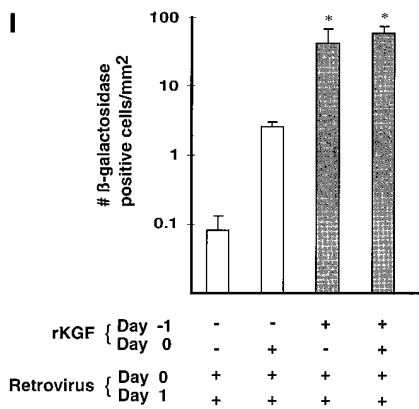 I
# ß-galactosidase
positive cells/mm2
100
10
1
0.1
*
*
rKGF { Day -1 - - + +
Day 0 - + - +
Retrovirus { Day 0 + + + +
Day 1 + + + +